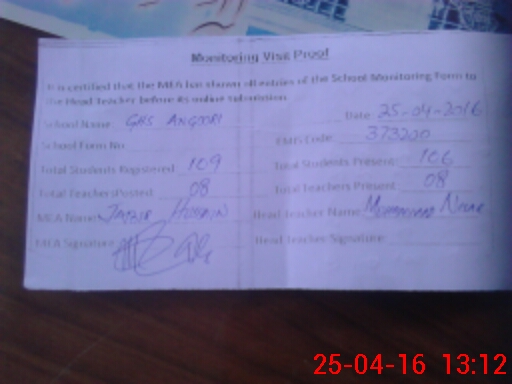 Monitoring Visit Proof
It is certified that the MEA has shown all entries of the School Monitoring Form to
the Head Teacher before its online submission.
School Name: GHS ANGOORI Date: 25-04-2016
School Form No: EMIS Code: 373200
Total Students Registered: 109 Total Students Present: 106
Total Teachers Posted: 08 Total Teachers Present: 08
MEA Name: Hussain Head Teacher Name: Mohammad
MEA Signature: Head Teacher Signature:
25-04-16 13:12